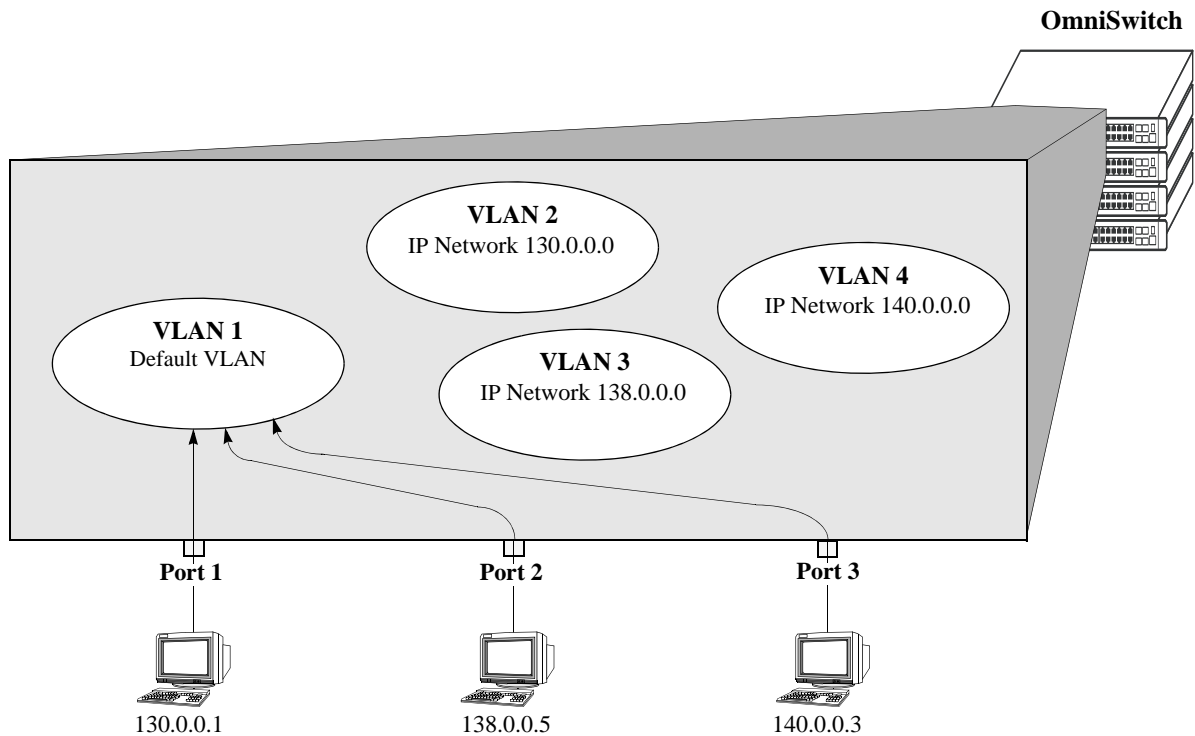 OmniSwitch
VLAN 2
IP Network 130.0.0.0
VLAN 4
IP Network 140.0.0.0
VLAN 1
Default VLAN
VLAN 3
IP Network 138.0.0.0
Port 1
Port 2
Port 3
130.0.0.1
138.0.0.5
140.0.0.3